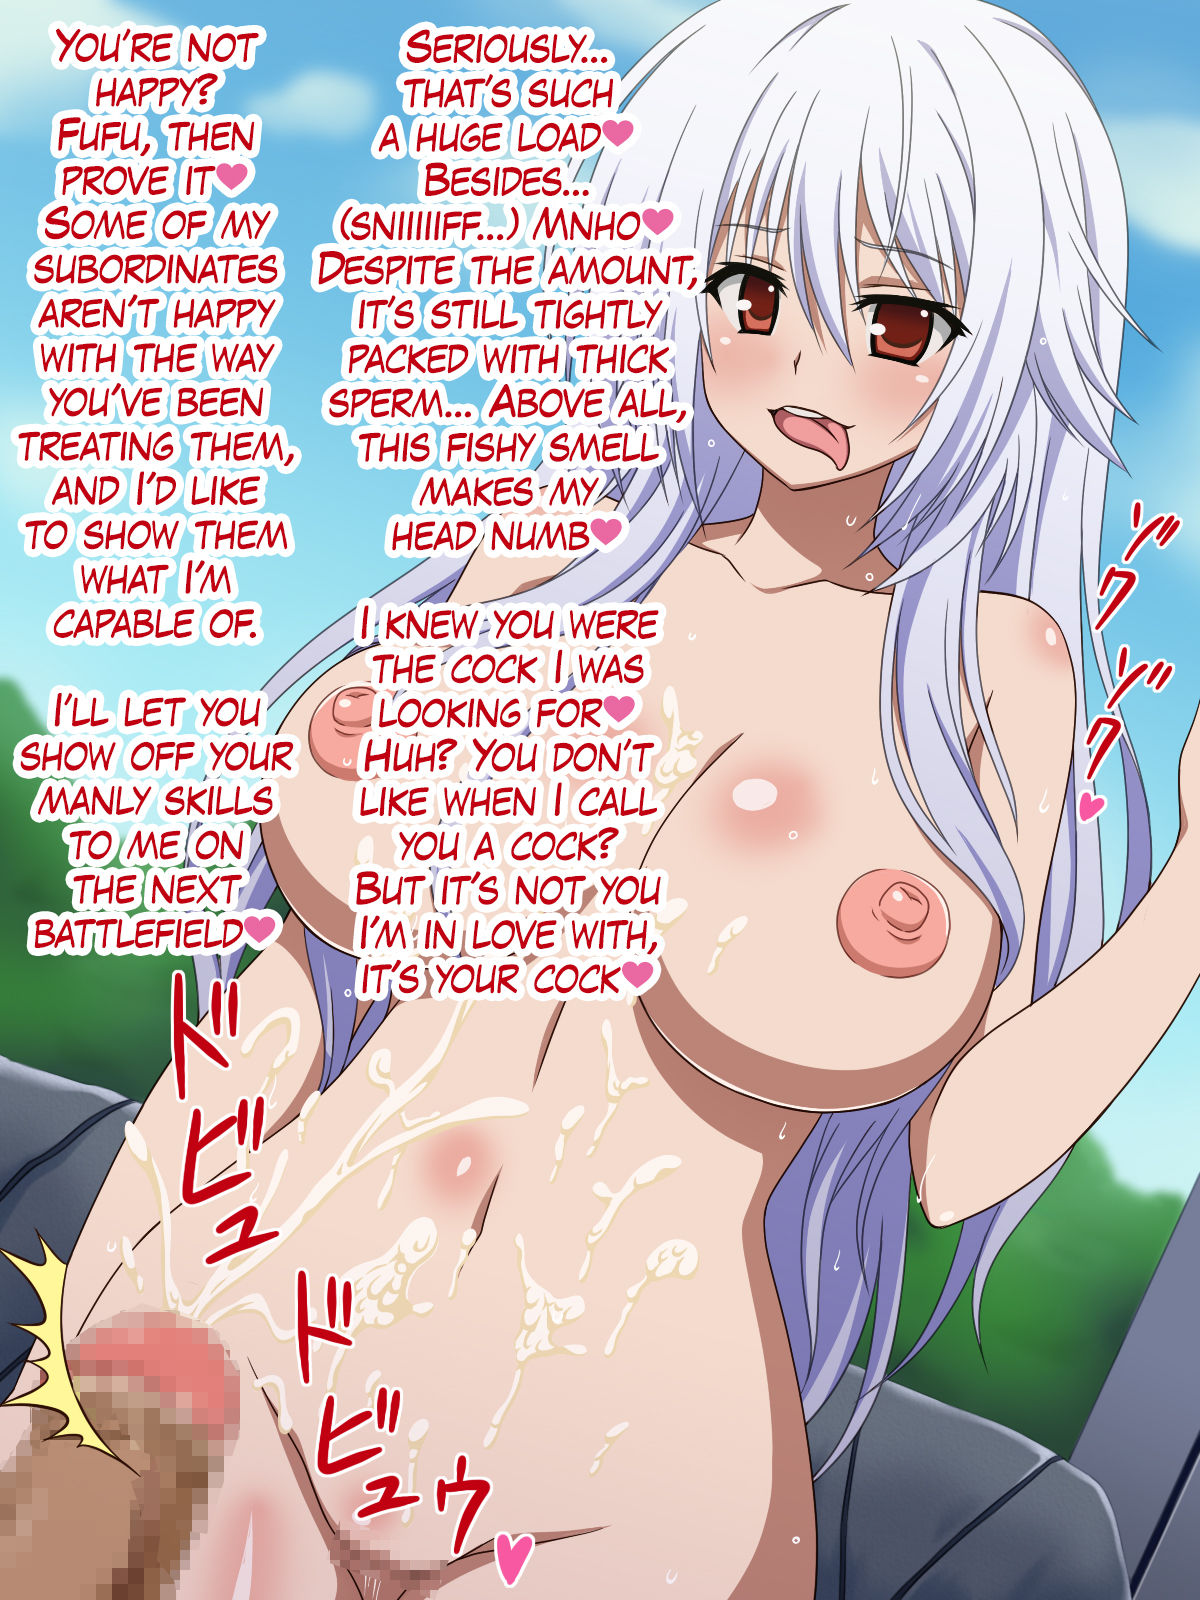 SERIOUSLY...
THAT'S SUCH
A HUGE LOAD♥
BESIDES...
(SNIIIIIFF...) MNHO♥
DESPITE THE AMOUNT,
IT'S STILL TIGHTLY
PACKED WITH THICK
SPERM... ABOVE ALL,
THIS FISHY SMELL
MAKES MY
HEAD NUMB♥
I KNEW YOU WERE
THE COCK I WAS
LOOKING FOR♥
HUH? YOU DON'T
LIKE WHEN I CALL
YOU A COCK?
BUT IT'S NOT YOU
I'M IN LOVE WITH,
IT'S YOUR COCK♥
YOU'RE NOT
HAPPY?
FUFU, THEN
PROVE IT♥
SOME OF MY
SUBORDINATES
AREN'T HAPPY
WITH THE WAY
YOU'VE BEEN
TREATING THEM,
AND I'D LIKE
TO SHOW THEM
WHAT I'M
CAPABLE OF.
I'LL LET YOU
SHOW OFF YOUR
MANLY SKILLS
TO ME ON
THE NEXT
BATTLEFIELD♥
ゾクゾク♥
ドビュ
ドビュゥ♥